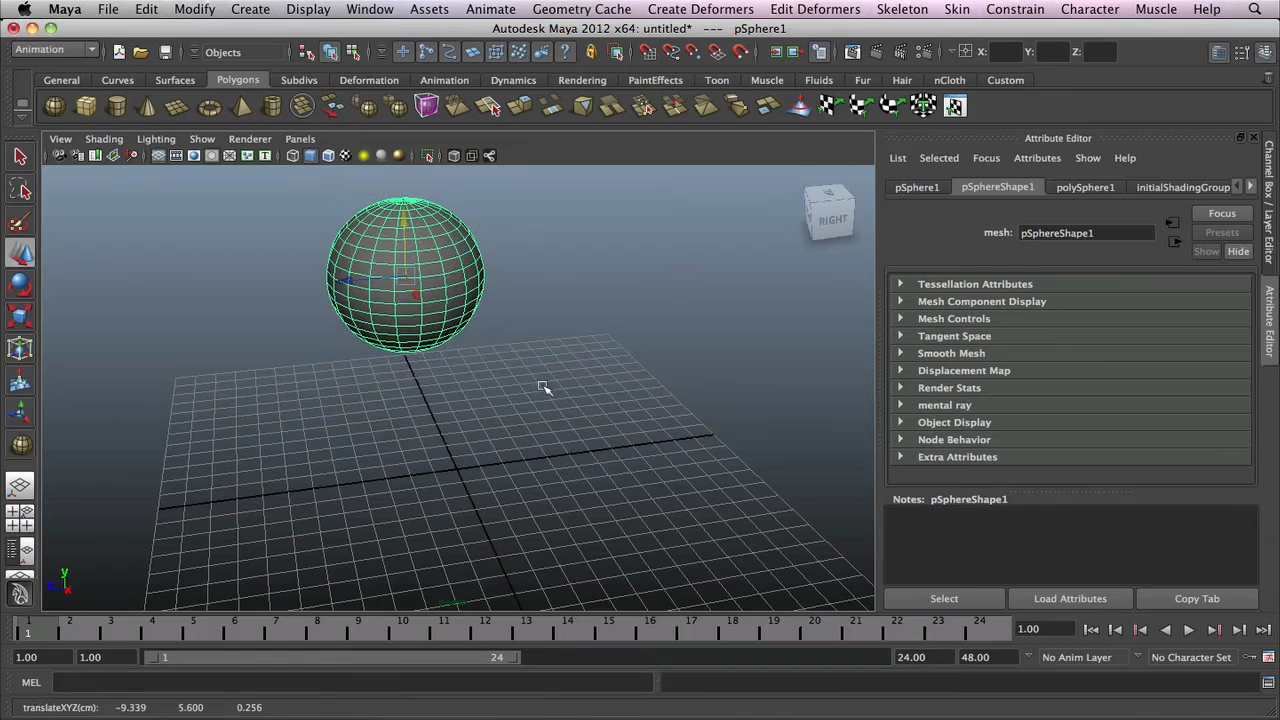 Maya File Edit Modify Create Display Window Assets Animate Geometry Cache Create Deformers Edit Deformers Skeleton Skin Constrain Character Muscle Help
Autodesk Maya 2012 x64: untitled* --- pSphere1
Animation Objects X: Y: Z:
General Curves Surfaces Polygons Subdivs Deformation Animation Dynamics Rendering PaintEffects Toon Muscle Fluids Fur Hair nCloth Custom
View Shading Lighting Show Renderer Panels
Attribute Editor
List Selected Focus Attributes Show Help
pSphere1 pSphereShape1 polySphere1 initialShadingGroup
Focus
mesh: pSphereShape1 Presets
Show Hide
Tessellation Attributes
Mesh Component Display
Mesh Controls
Tangent Space
Smooth Mesh
Displacement Map
Render Stats
mental ray
Object Display
Node Behavior
Extra Attributes
Notes: pSphereShape1
Select Load Attributes Copy Tab
Channel Box / Layer Editor
Attribute Editor
RIGHT
y
z x
persp
1 2 3 4 5 6 7 8 9 10 11 12 13 14 15 16 17 18 19 20 21 22 23 24
1 1.00
1.00 1.00 1 24 24.00 48.00 No Anim Layer No Character Set
MEL
translateXYZ(cm): -9.339 5.600 0.256